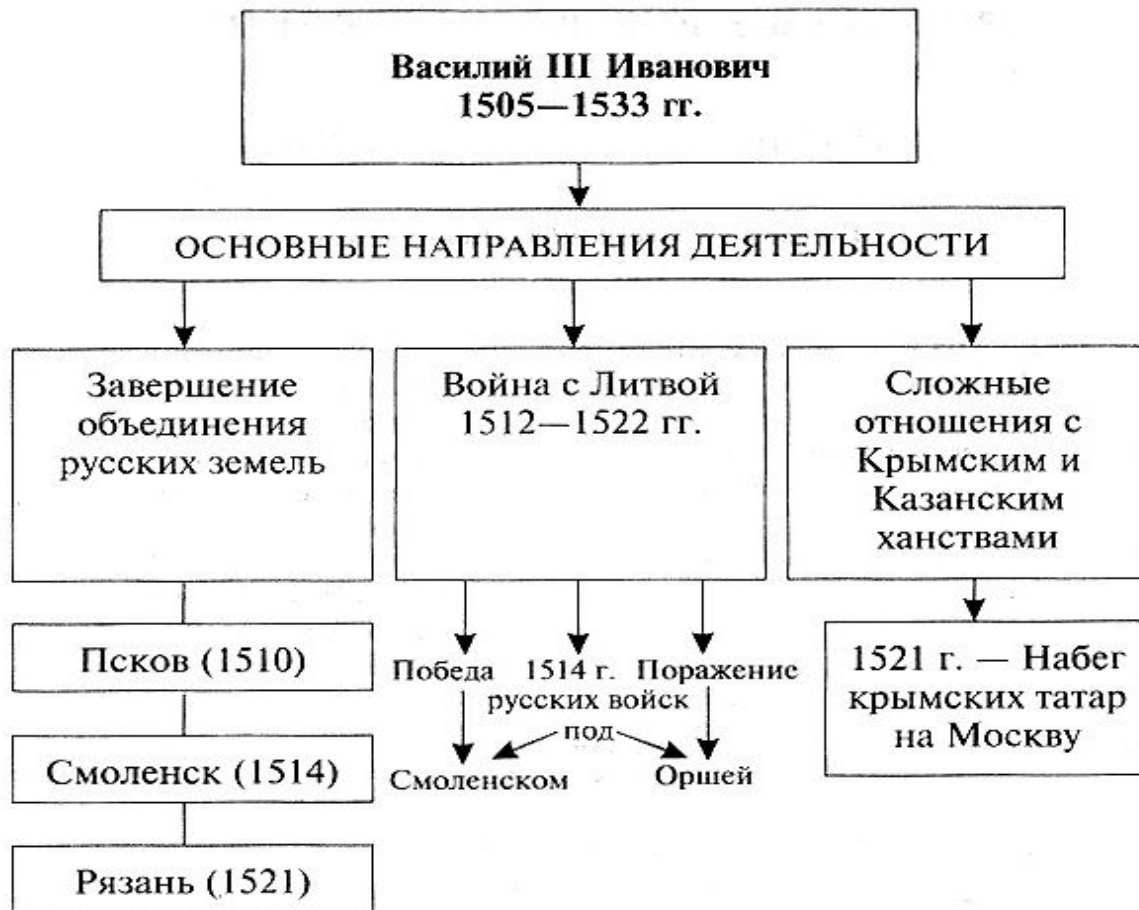 Василий III Иванович
1505—1533 гг.
ОСНОВНЫЕ НАПРАВЛЕНИЯ ДЕЯТЕЛЬНОСТИ
Завершение
объединения
русских земель
Псков (1510)
Смоленск (1514)
Рязань (1521)
Война с Литвой
1512—1522 гг.
Победа 1514 г. Поражение
русских войск
под
Смоленском Оршей
Сложные
отношения с
Крымским и
Казанским
ханствами
1521 г. — Набег
крымских татар
на Москву